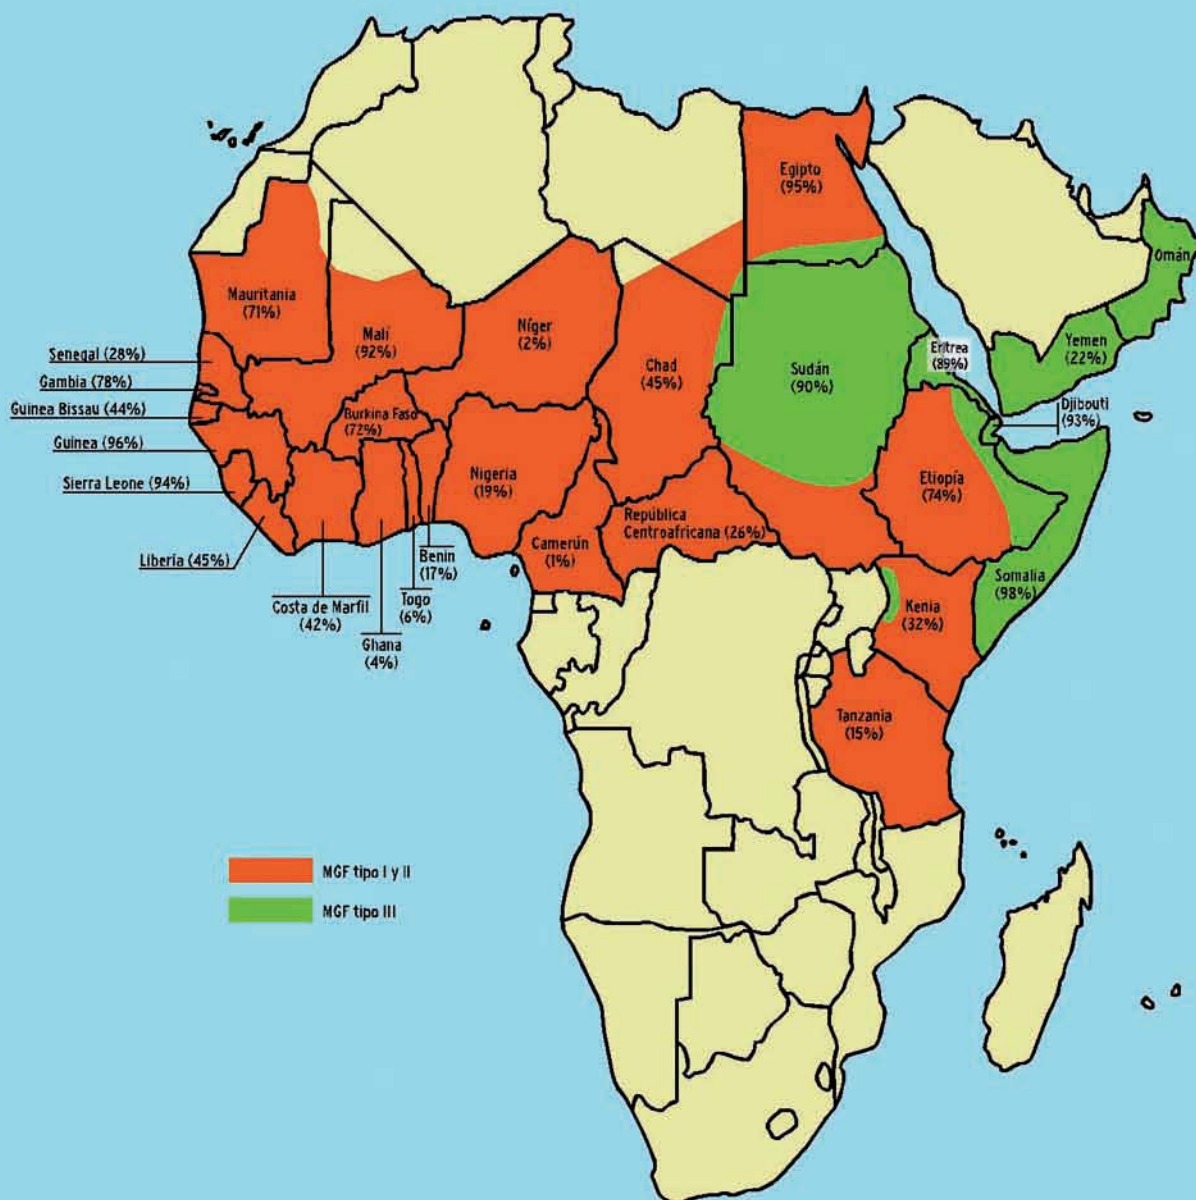 Egipto
(95%)
Omán
Mauritania
(71%)
Malí
(92%)
Níger
(2%)
Chad
(45%)
Sudán
(90%)
Eritrea
(89%)
Yemen
(22%)
Djibouti
(93%)
Senegal (28%)
Gambia (78%)
Guinea Bissau (44%)
Guinea (96%)
Sierra Leone (94%)
Liberia (45%)
Burkina Faso
(72%)
Nigeria
(19%)
Etiopía
(74%)
República
Centroafricana (26%)
Camerún
(1%)
Benin
(17%)
Togo
(6%)
Costa de Marfil
(42%)
Ghana
(4%)
Somalia
(98%)
Kenia
(32%)
Tanzania
(15%)
MGF tipo I y II
MGF tipo III